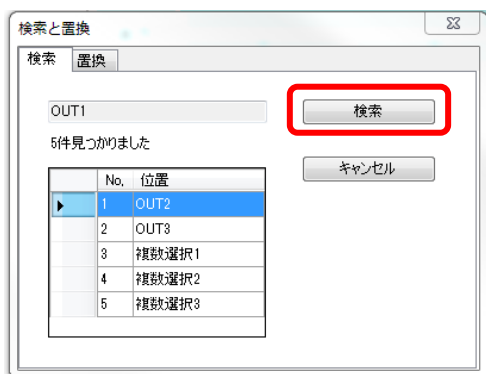 検索と置換
検索 置換
OUT1 検索
5件見つかりました
キャンセル
No. 位置
1 OUT2
2 OUT3
3 複数選択1
4 複数選択2
5 複数選択3